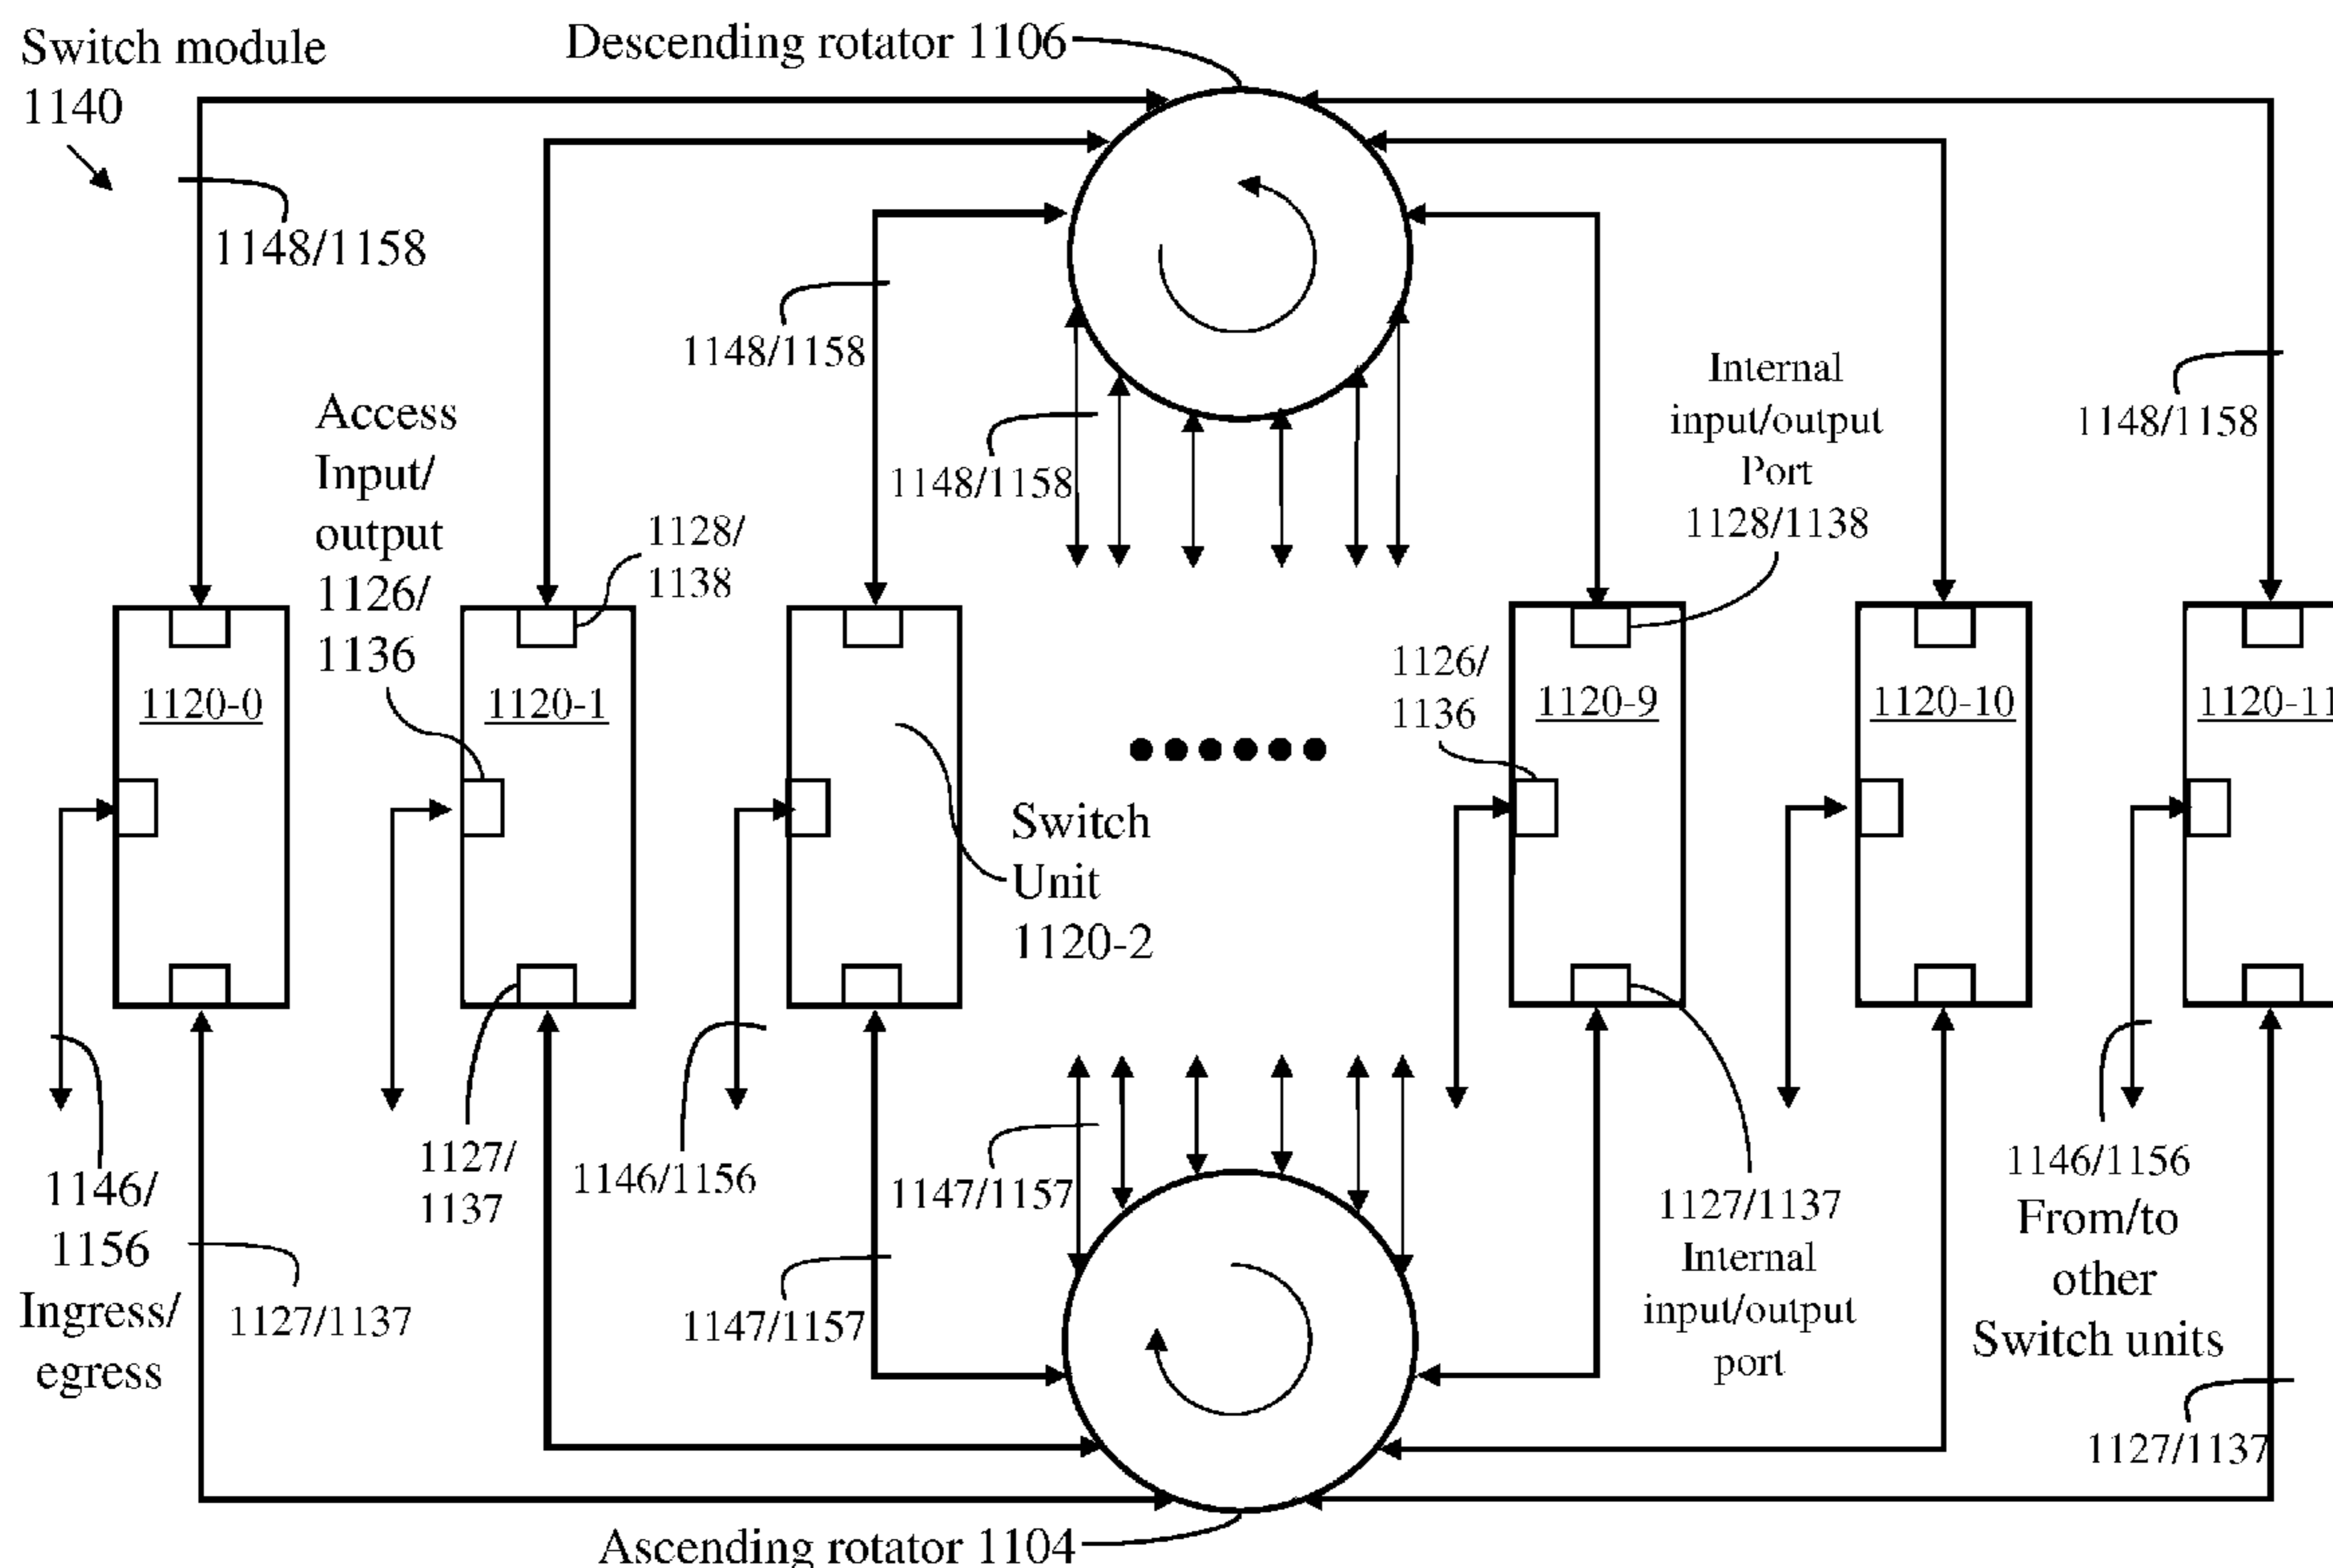 Switch module
1140
Descending rotator 1106
1148/1158
1148/1158
1148/1158
1148/1158
Access
Input/
output
1126/
1136
1128/
1138
Internal
input/output
Port
1128/1138
1126/
1136
1120-0
1120-1
1120-9
1120-10
1120-11
Switch
Unit
1120-2
1146/
1156
Ingress/
egress
1127/1137
1127/
1137
1146/1156
1147/1157
1147/1157
1127/1137
Internal
input/output
port
1146/1156
From/to
other
Switch units
1127/1137
Ascending rotator 1104